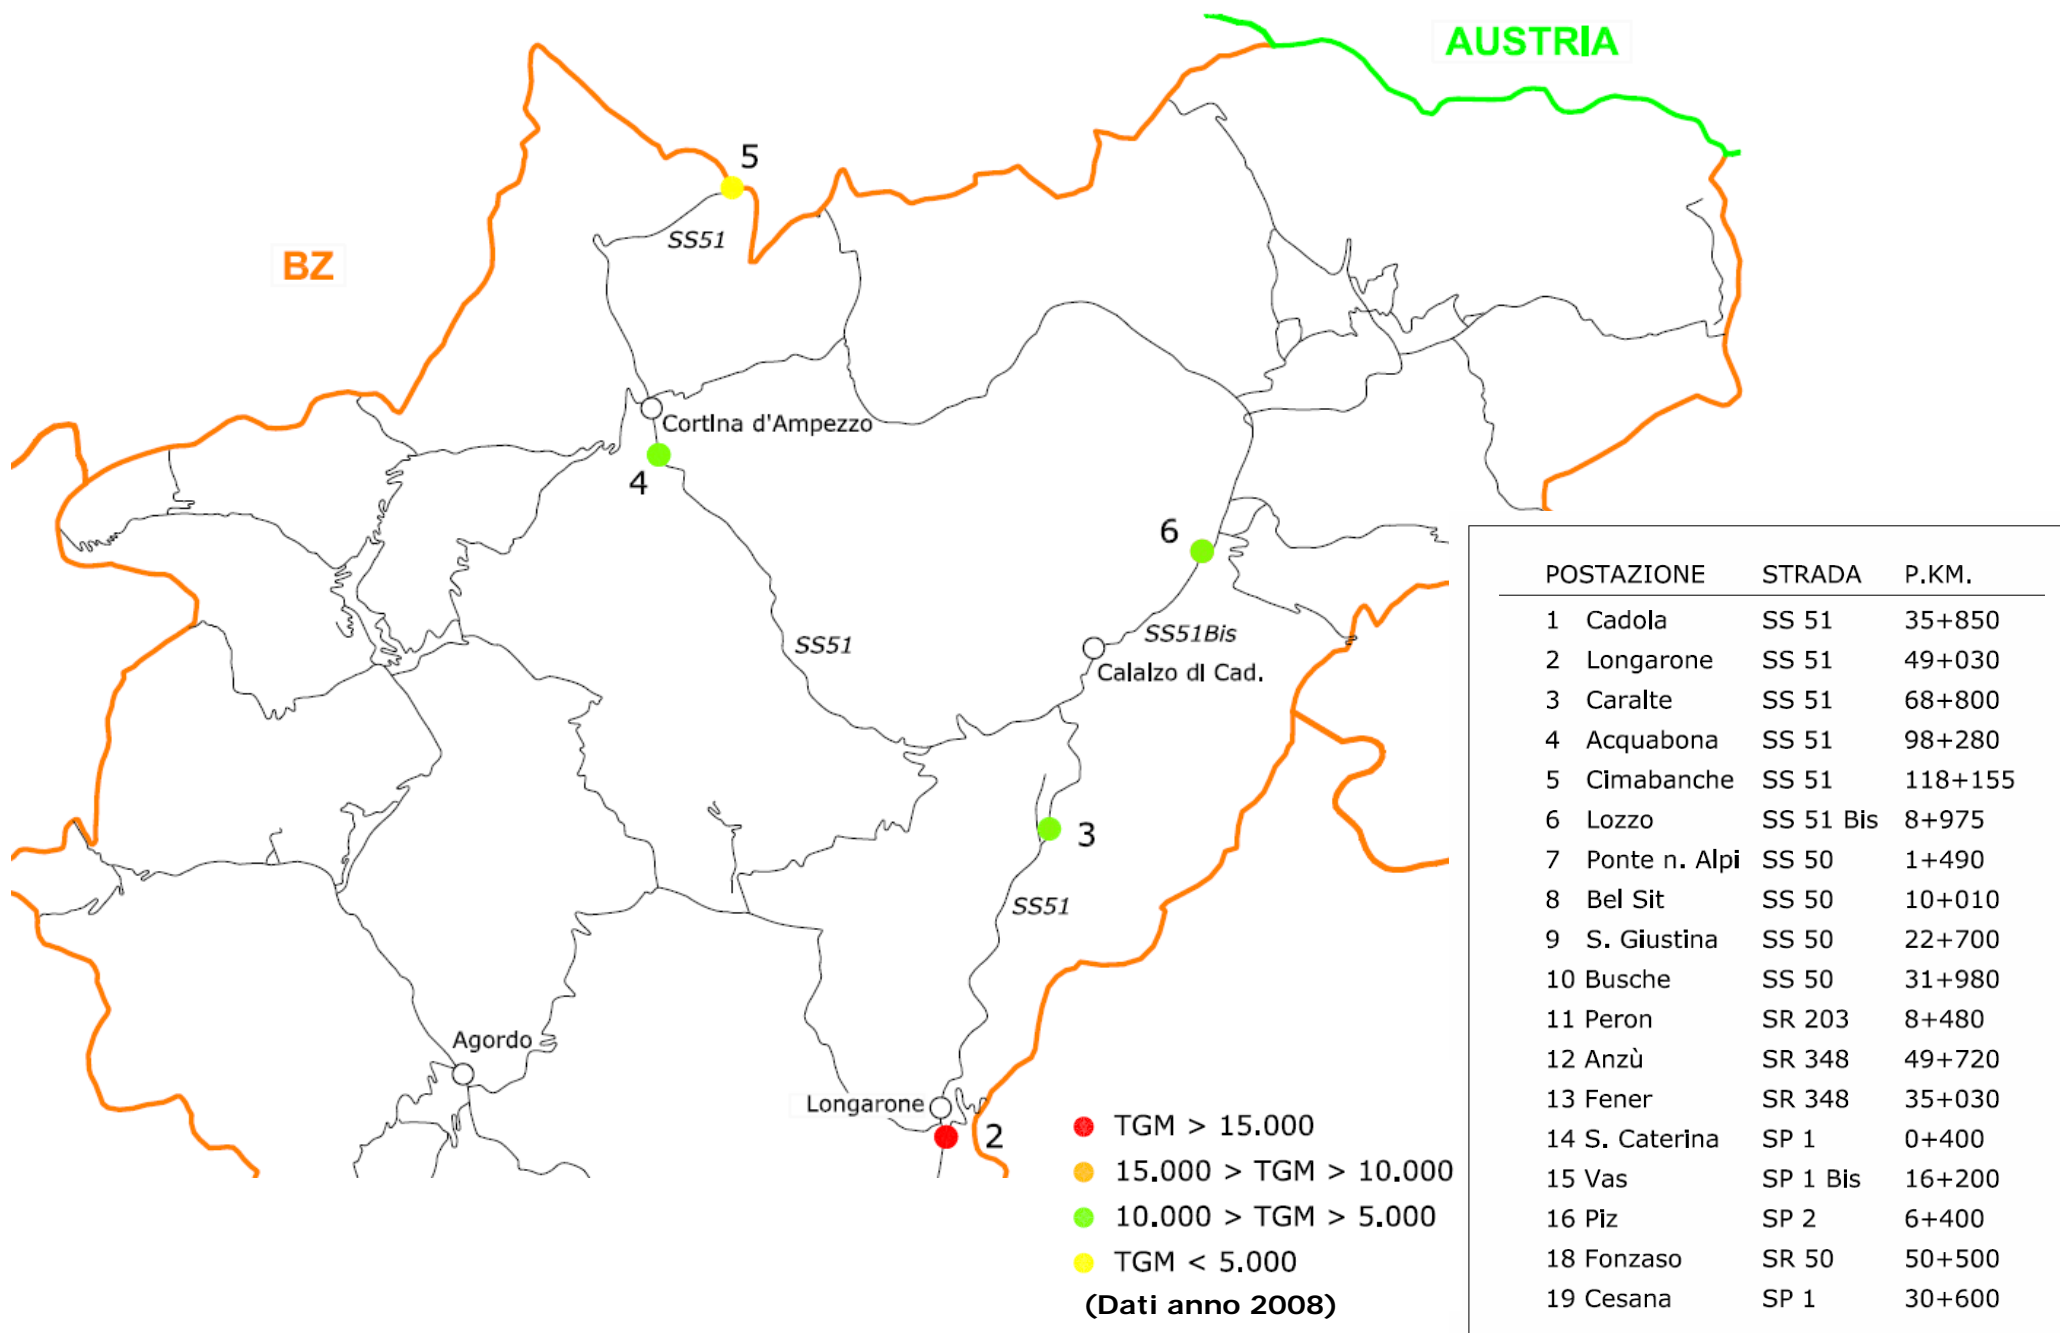 AUSTRIA
5
SS51
BZ
Cortina d'Ampezzo
4
6
SS51Bis
SS51
Calalzo di Cad.
3
SS51
Agordo
Longarone
2
TGM > 15.000
15.000 > TGM > 10.000
10.000 > TGM > 5.000
TGM < 5.000
(Dati anno 2008)
POSTAZIONE STRADA P.KM.
1 Cadola SS 51 35+850
2 Longarone SS 51 49+030
3 Caralte SS 51 68+800
4 Acquabona SS 51 98+280
5 Cimabanche SS 51 118+155
6 Lozzo SS 51 Bis 8+975
7 Ponte n. Alpi SS 50 1+490
8 Bel Sit SS 50 10+010
9 S. Giustina SS 50 22+700
10 Busche SS 50 31+980
11 Peron SR 203 8+480
12 Anzù SR 348 49+720
13 Fener SR 348 35+030
14 S. Caterina SP 1 0+400
15 Vas SP 1 Bis 16+200
16 Piz SP 2 6+400
18 Fonzaso SR 50 50+500
19 Cesana SP 1 30+600